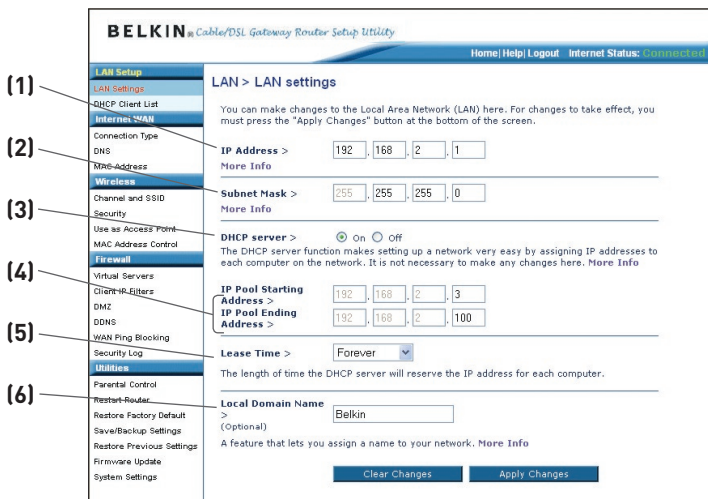 BELKIN® Cable/DSL Gateway Router Setup Utility
Home|Help|Logout Internet Status: Connected
LAN Setup
LAN Settings
DHCP Client List
Internet WAN
Connection Type
DNS
MAC Address
Wireless
Channel and SSID
Security
Use as Access Point
MAC Address Control
Firewall
Virtual Servers
Client IP Filters
DMZ
DDNS
WAN Ping Blocking
Security Log
Utilities
Parental Control
Restart Router
Restore Factory Default
Save/Backup Settings
Restore Previous Settings
Firmware Update
System Settings
LAN > LAN settings
You can make changes to the Local Area Network (LAN) here. For changes to take effect, you
must press the "Apply Changes" button at the bottom of the screen.
(1)
IP Address > 192 . 168 . 2 . 1
More Info
(2)
Subnet Mask > 255 . 255 . 255 . 0
More Info
(3)
DHCP server > On Off
The DHCP server function makes setting up a network very easy by assigning IP addresses to
each computer on the network. It is not necessary to make any changes here. More Info
(4)
IP Pool Starting
Address > 192 . 168 . 2 . 3
IP Pool Ending
Address > 192 . 168 . 2 . 100
(5)
Lease Time > Forever
The length of time the DHCP server will reserve the IP address for each computer.
(6)
Local Domain Name
> Belkin
(Optional)
A feature that lets you assign a name to your network. More Info
Clear Changes Apply Changes